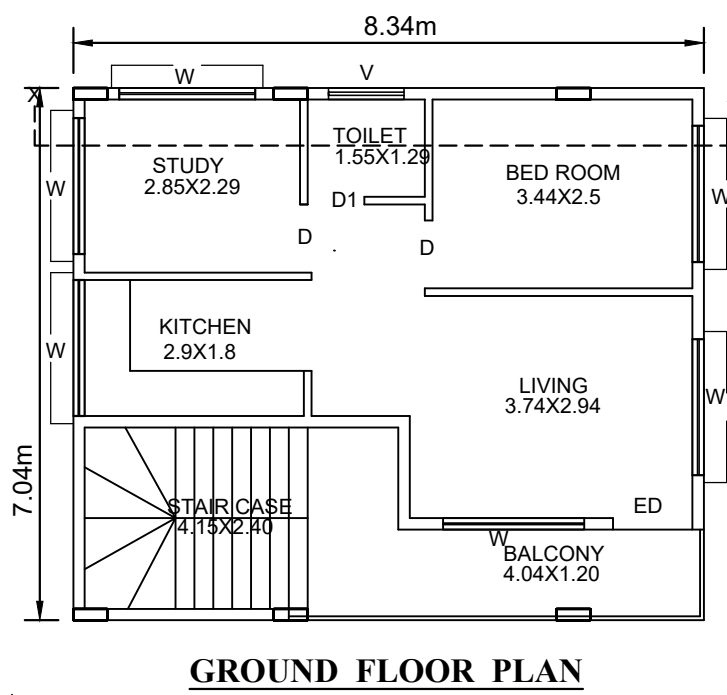 8.34m
W
V
X
STUDY
2.85X2.29
TOILET
1.55X1.29
BED ROOM
3.44X2.5
W
W
D1
D
D
KITCHEN
2.9X1.8
W
LIVING
3.74X2.94
W
7.04m
STAIR CASE
4.15X2.40
ED
W
BALCONY
4.04X1.20
GROUND FLOOR PLAN